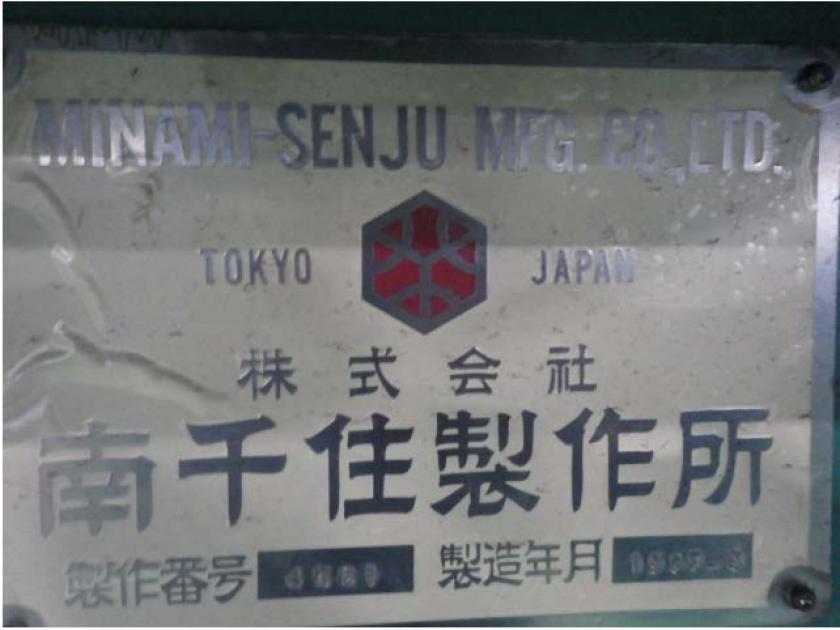 MINAMI-SENJU MFG. CO.,LTD.
TOKYO JAPAN
株式会社
南千住製作所
製作番号 製造年月